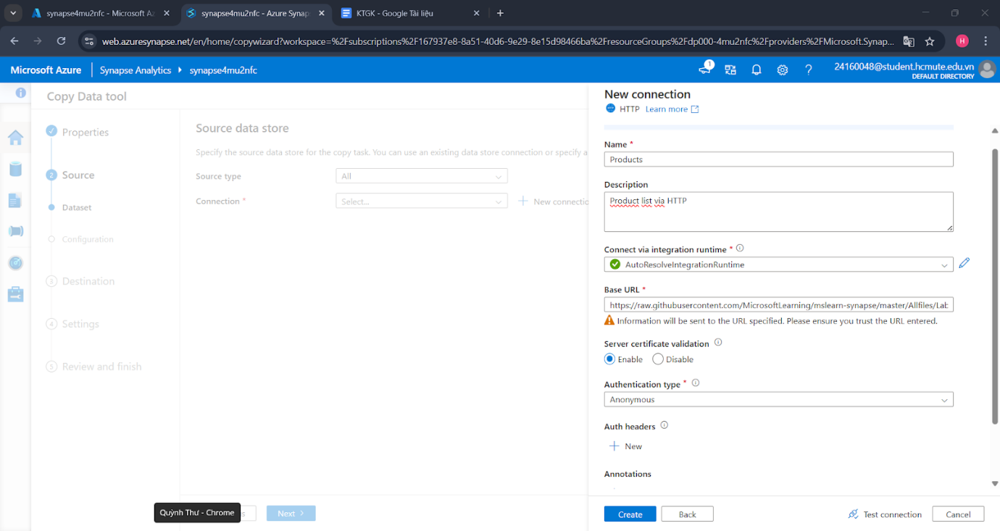 synapse4mu2nfc - Microsoft Az
synapse4mu2nfc - Azure Synap
KTGK - Google Tài liệu
web.azuresynapse.net/en/home/copywizard?workspace=%2Fsubscriptions%2F167937e8-8a51-40d6-9e29-8e15d98466ba%2FresourceGroups%2Fdp000-4mu2nfc%2Fproviders%2FMicrosoft.Synap...
H
Microsoft Azure
Synapse Analytics
synapse4mu2nfc
1
24160048@student.hcmute.edu.vn
DEFAULT DIRECTORY
Copy Data tool
Properties
2 Source
Dataset
Configuration
3 Destination
4 Settings
5 Review and finish
Source data store
Specify the source data store for the copy task. You can use an existing data store connection or specify a
Source type
All
Connection *
Select...
New connectio
Next
Quỳnh Thư - Chrome
New connection
HTTP Learn more
Name *
Products
Description
Product list via HTTP
Connect via integration runtime *
AutoResolveIntegrationRuntime
Base URL *
https://raw.githubusercontent.com/MicrosoftLearning/mslearn-synapse/master/Allfiles/Lab
Information will be sent to the URL specified. Please ensure you trust the URL entered.
Server certificate validation
Enable Disable
Authentication type *
Anonymous
Auth headers
New
Annotations
Create
Back
Test connection
Cancel